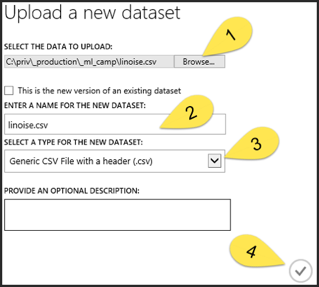 Upload a new dataset
SELECT THE DATA TO UPLOAD:
C:\priv\_production\_ml_camp\linoise.csv Browse...
1
This is the new version of an existing dataset
ENTER A NAME FOR THE NEW DATASET:
linoise.csv
2
SELECT A TYPE FOR THE NEW DATASET:
Generic CSV File with a header (.csv)
3
PROVIDE AN OPTIONAL DESCRIPTION:
4